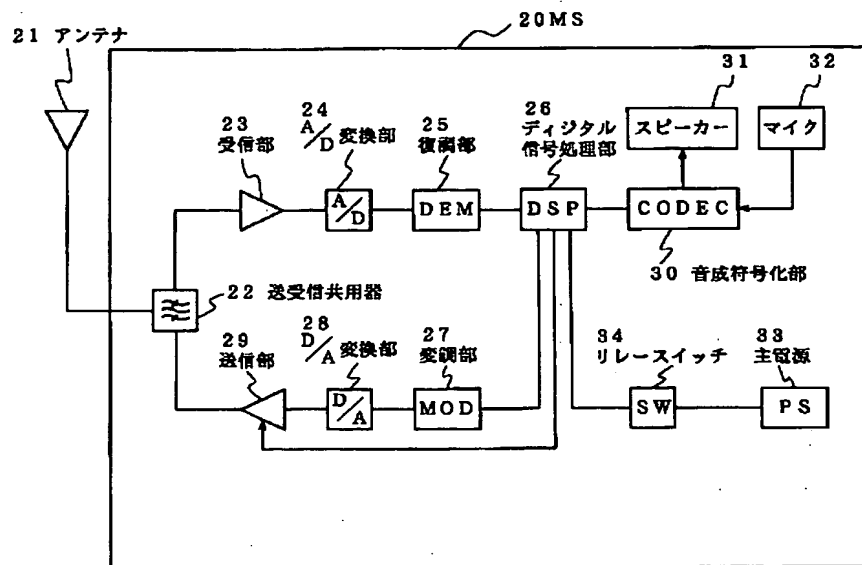 20MS
21 アンテナ
31
32
スピーカー
マイク
23
受信部
24
A/D 変換部
25
復調部
26
ディジタル
信号処理部
A/D
DEM
DSP
CODEC
30 音成符号化部
22 送受信共用器
29
送信部
28
D/A 変換部
27
変調部
34
リレースイッチ
33
主電源
D/A
MOD
SW
PS